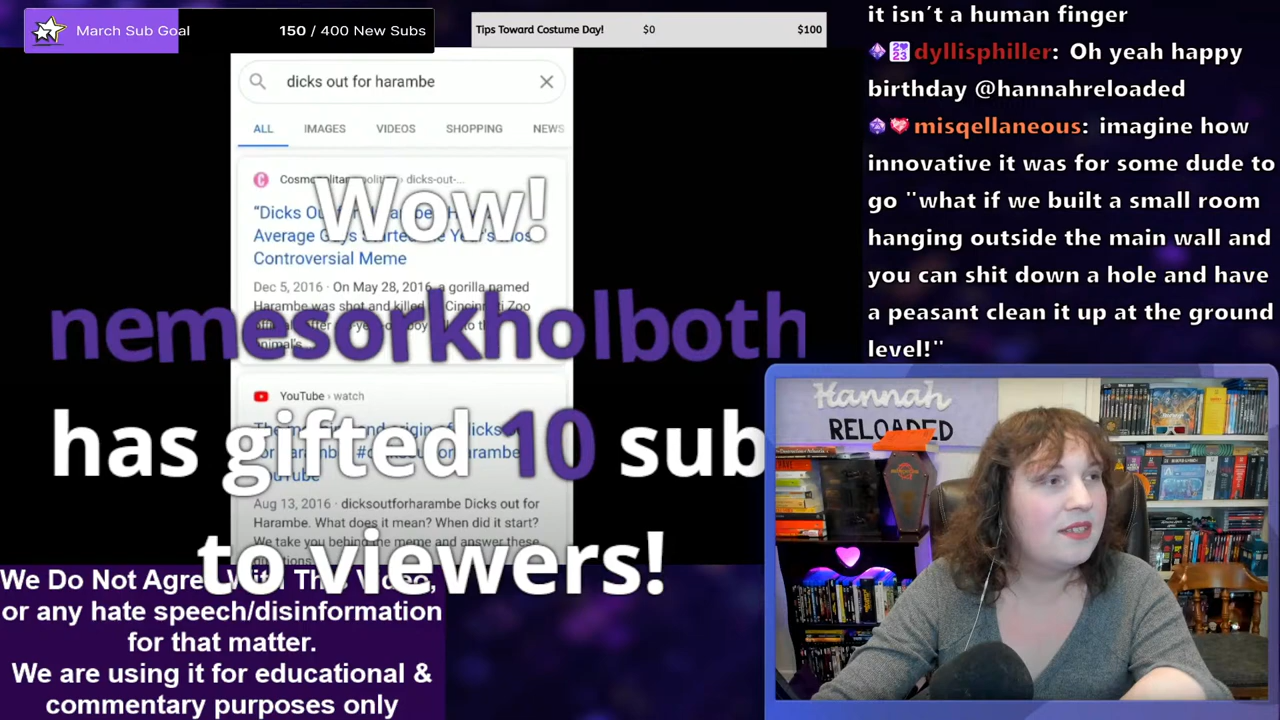 March Sub Goal
150 / 400 New Subs
Tips Toward Costume Day!
$0
$100
dicks out for harambe
ALL
IMAGES
VIDEOS
SHOPPING
NEWS
Wow!
nemesorkholboth
has gifted 10 sub
to viewers!
Controversial Meme
Dec 5, 2016 · On May 28, 2016, a gorilla named
YouTube › watch
Aug 13, 2016 · dicksoutforharambe Dicks out for
Harambe. What does it mean? When did it start?
We take you behind the meme and answer these
We Do Not Agree With This Video,
or any hate speech/disinformation
for that matter.
We are using it for educational &
commentary purposes only
it isn't a human finger
dyllisphiller: Oh yeah happy
birthday @hannahreloaded
misqellaneous: imagine how
innovative it was for some dude to
go "what if we built a small room
hanging outside the main wall and
you can shit down a hole and have
a peasant clean it up at the ground
level!"
Hannah
RELOADED